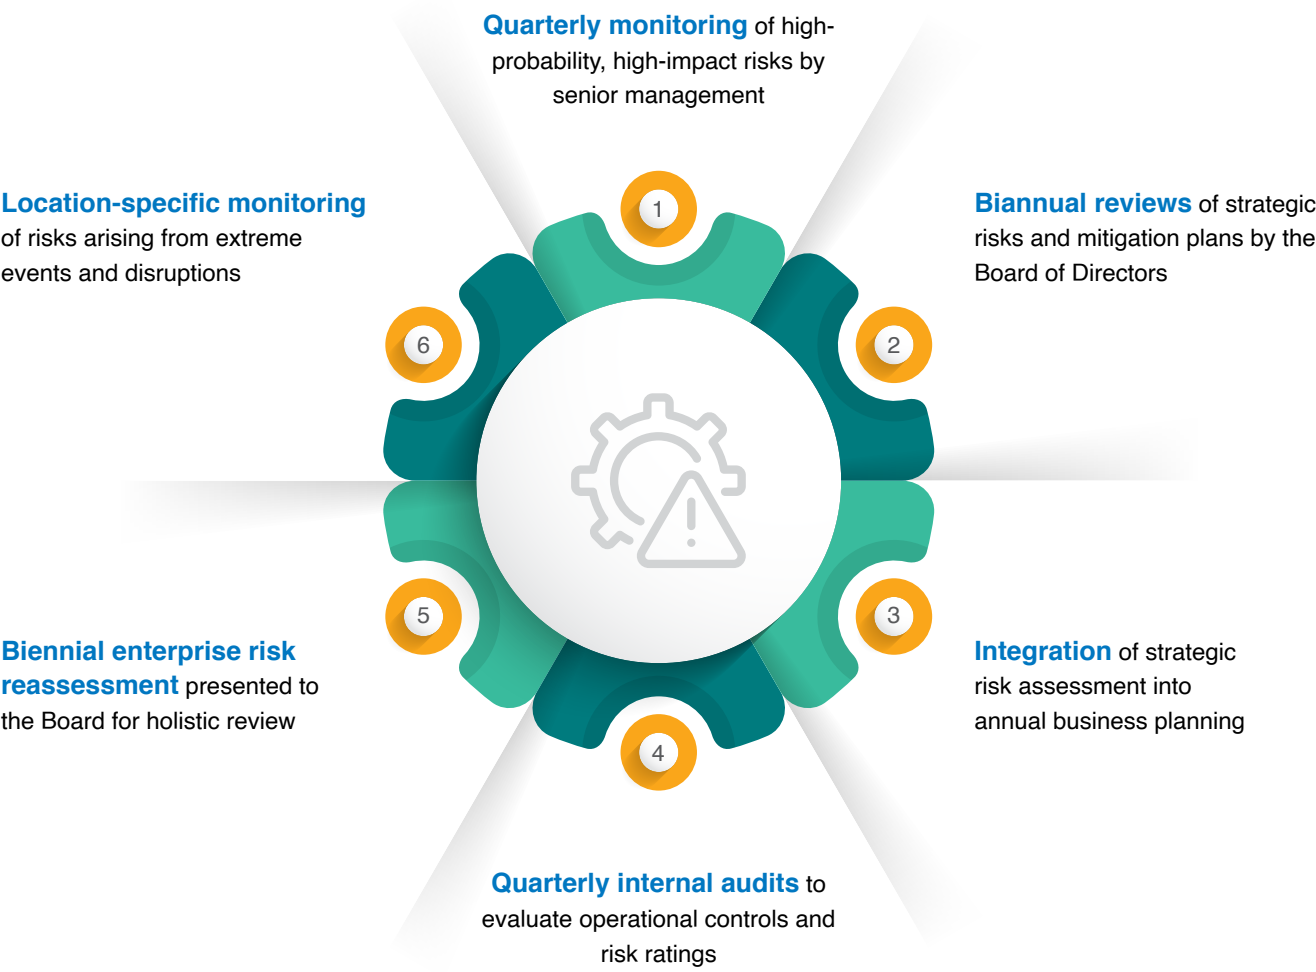 Quarterly monitoring of high-
probability, high-impact risks by
senior management
1
Biannual reviews of strategic
risks and mitigation plans by the
Board of Directors
2
Integration of strategic
risk assessment into
annual business planning
3
Quarterly internal audits to
evaluate operational controls and
risk ratings
4
Biennial enterprise risk
reassessment presented to
the Board for holistic review
5
Location-specific monitoring
of risks arising from extreme
events and disruptions
6